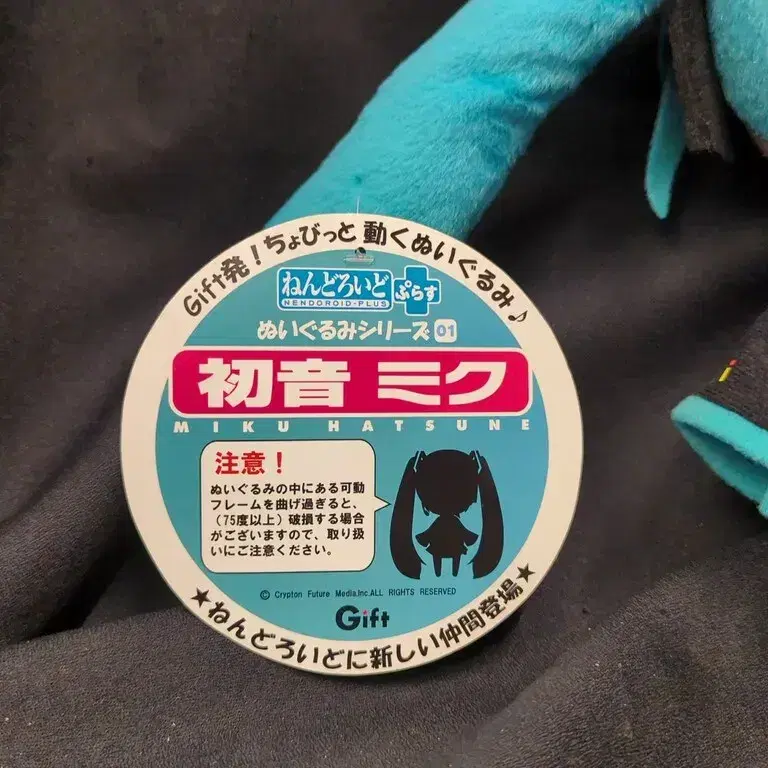 Gift発！ちょびっと動くぬいぐるみ♪
ねんどろいど
NENDOROID-PLUS
ぷらす
ぬいぐるみシリーズ01
初音ミク
MIKU HATSUNE
注意！
ぬいぐるみの中にある可動
フレームを曲げ過ぎると、
（75度以上）破損する場合
がございますので、取り扱
いにご注意ください。
© Crypton Future Media,Inc.ALL RIGHTS RESERVED
Gift
★ねんどろいどに新しい仲間登場★